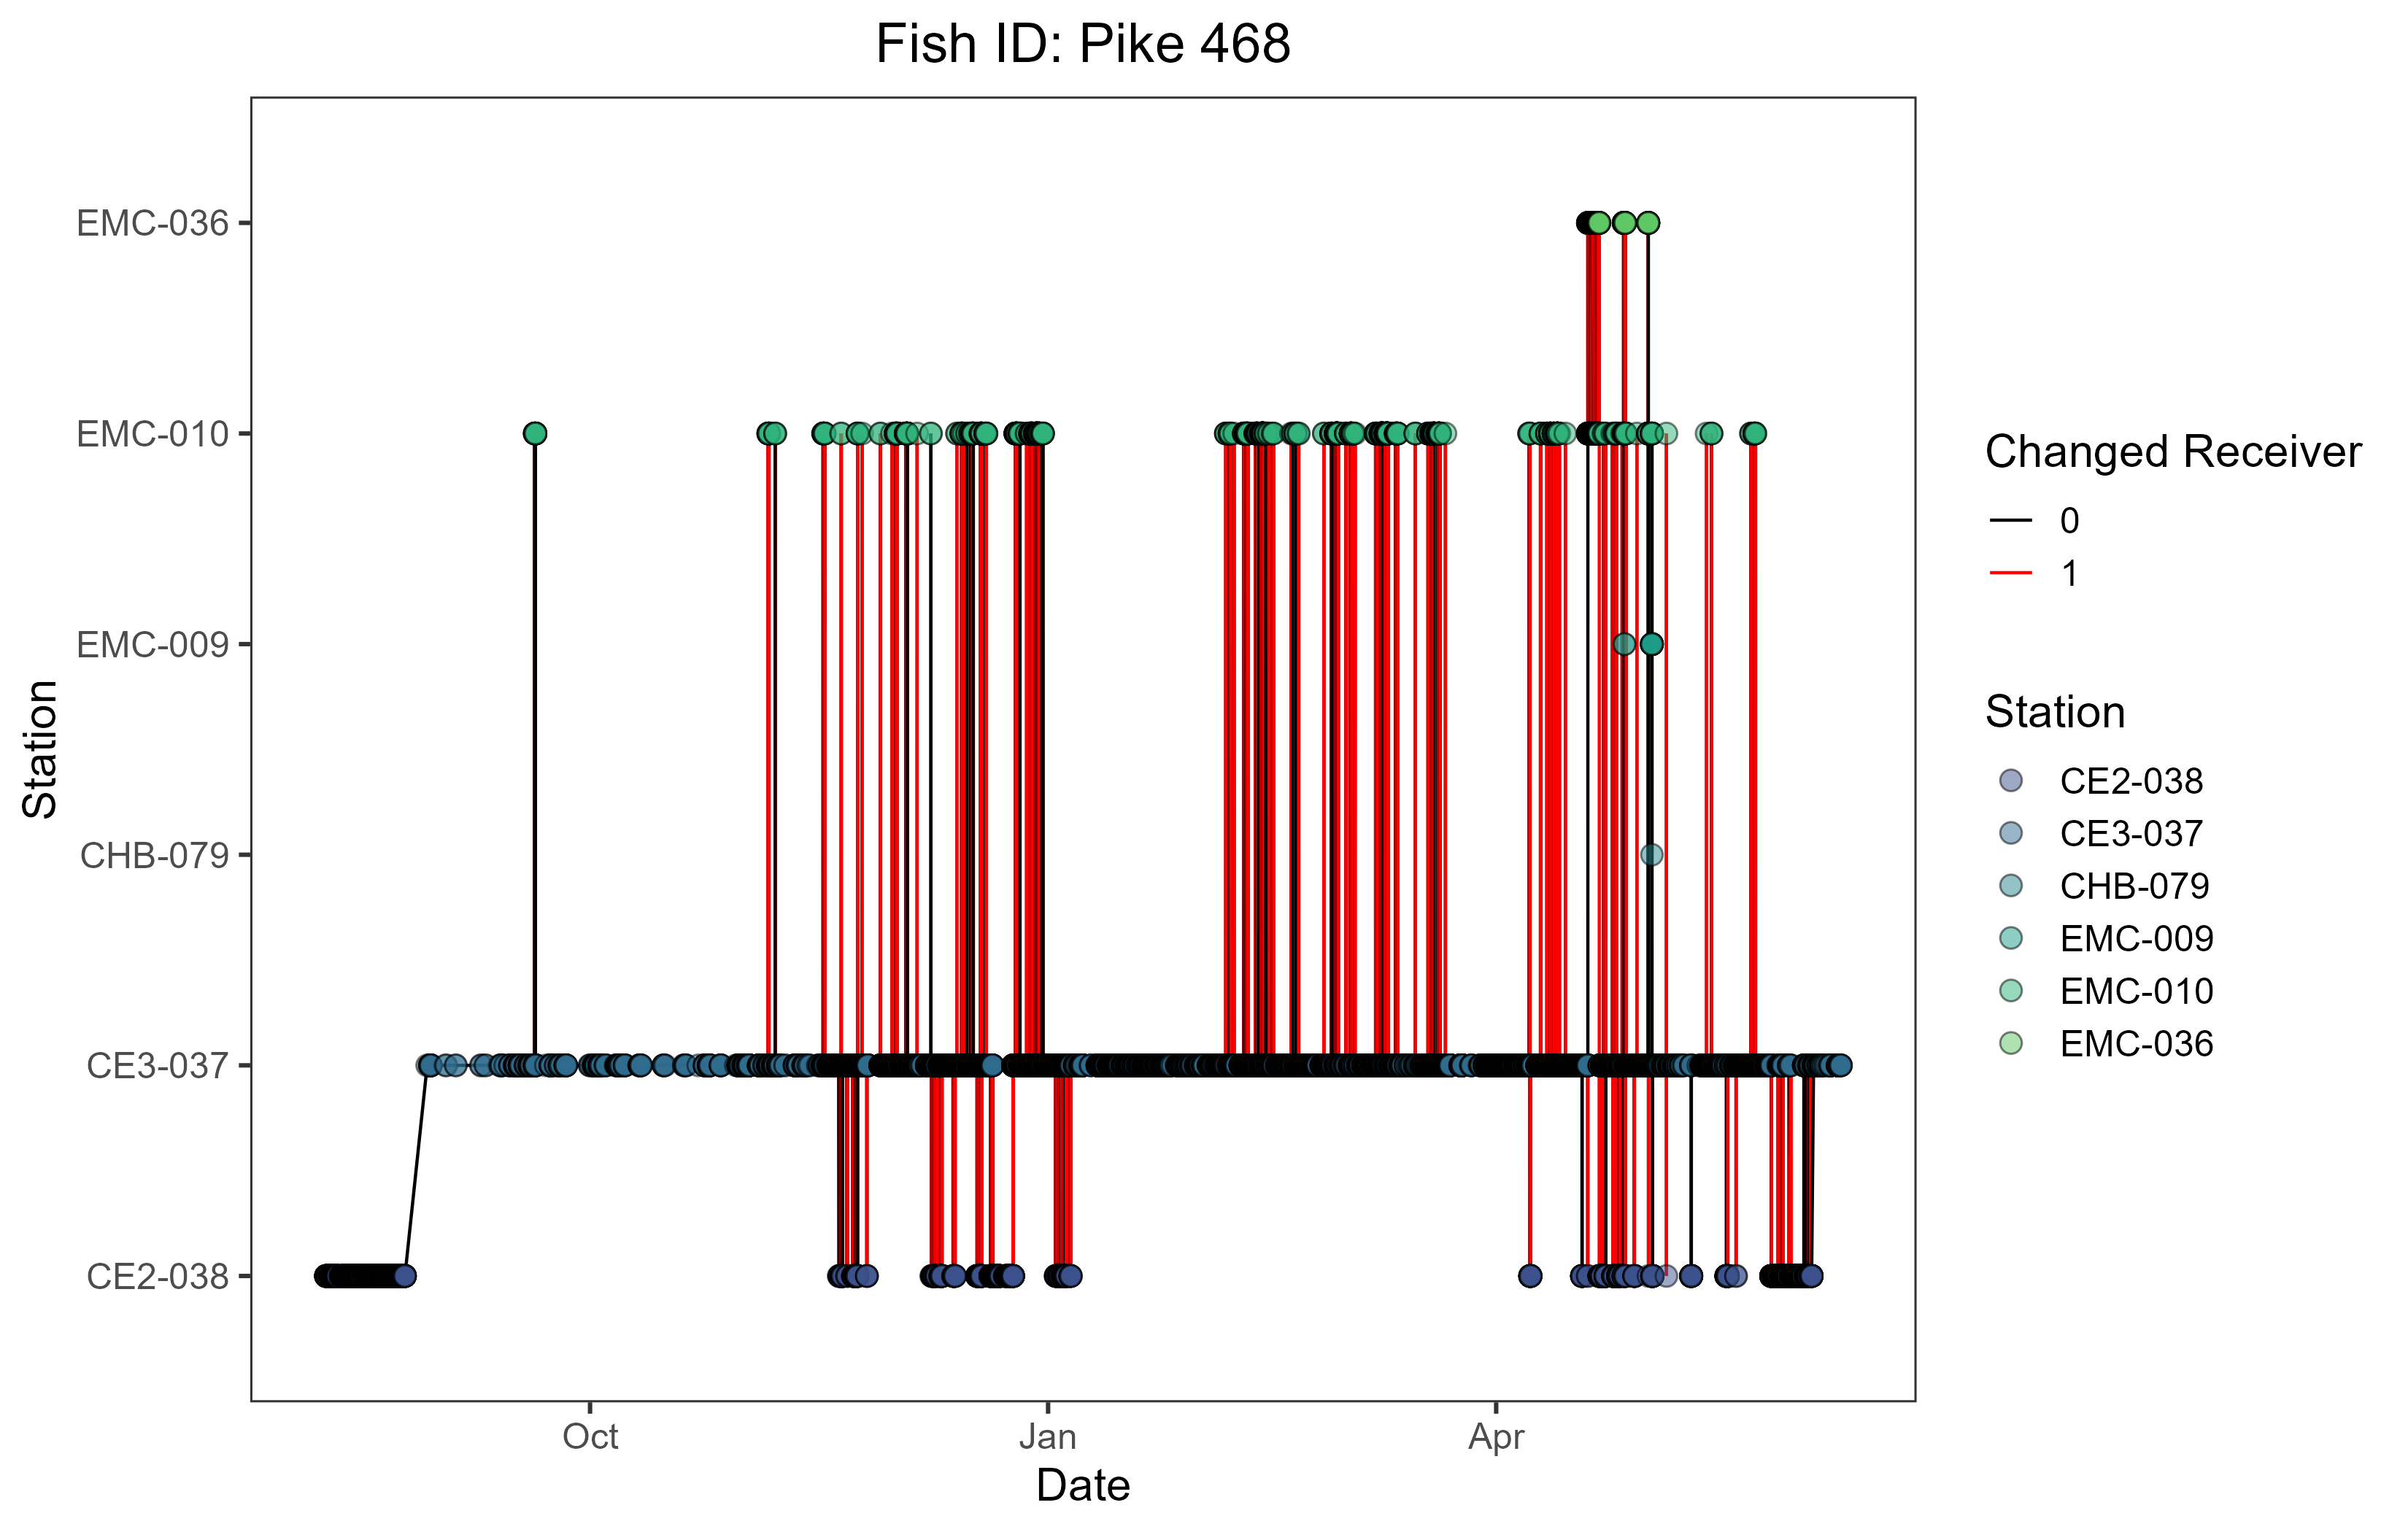 Fish ID: Pike 468
Station
EMC-036
EMC-010
EMC-009
CHB-079
CE3-037
CE2-038
Oct
Jan
Apr
Date
Changed Receiver
0
1
Station
CE2-038
CE3-037
CHB-079
EMC-009
EMC-010
EMC-036